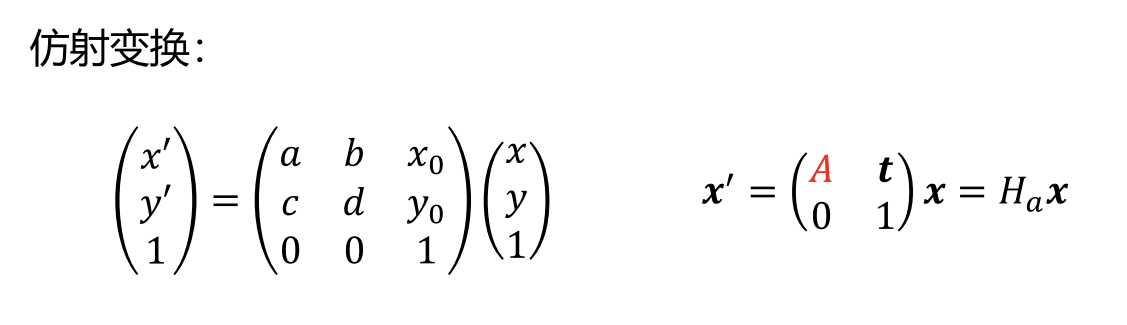 仿射变换：
(x′ y′ 1) = (a b x₀ c d y₀ 0 0 1) (x y 1)
x′ = (A t 0 1) x = Hₐx